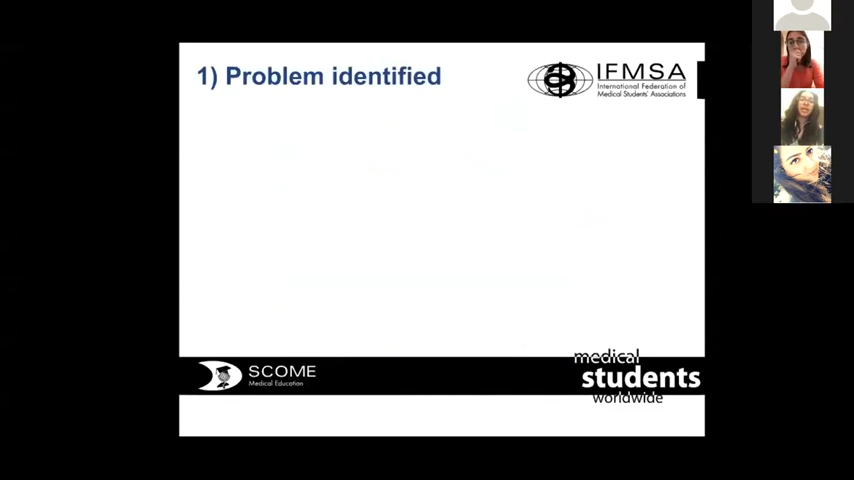 1) Problem identified
IFMSA
International Federation of
Medical Students' Associations
SCOME
Medical Education
medical
students
worldwide